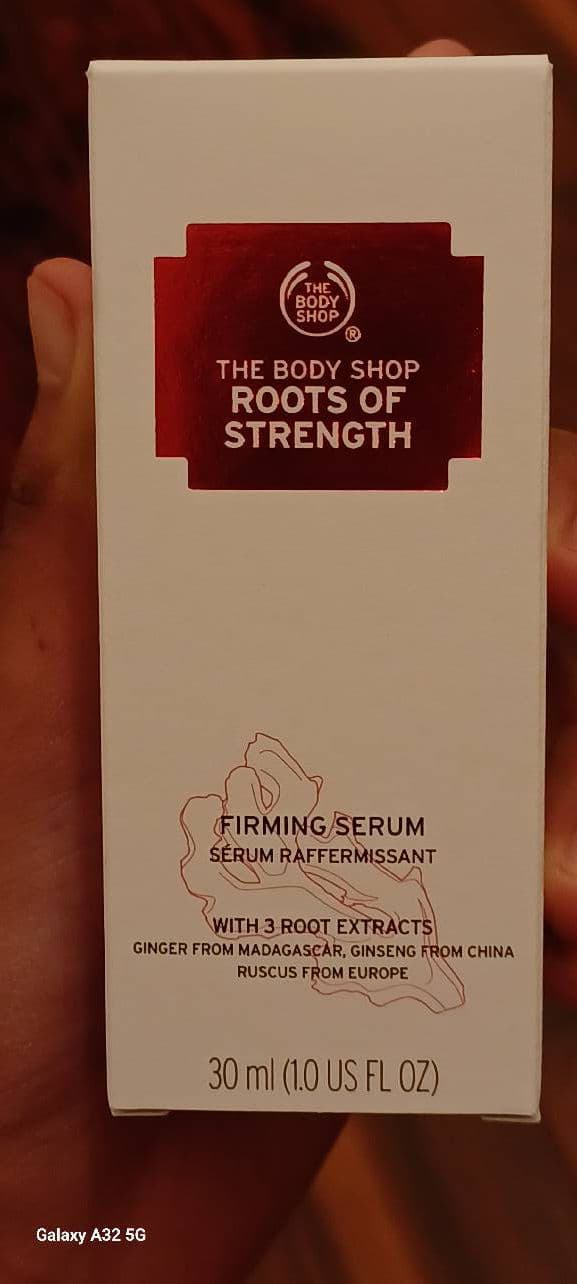 THE
BODY
SHOP
®
THE BODY SHOP
ROOTS OF
STRENGTH
FIRMING SERUM
SÉRUM RAFFERMISSANT
WITH 3 ROOT EXTRACTS
GINGER FROM MADAGASCAR, GINSENG FROM CHINA
RUSCUS FROM EUROPE
30 ml (1.0 US FL OZ)
Galaxy A32 5G